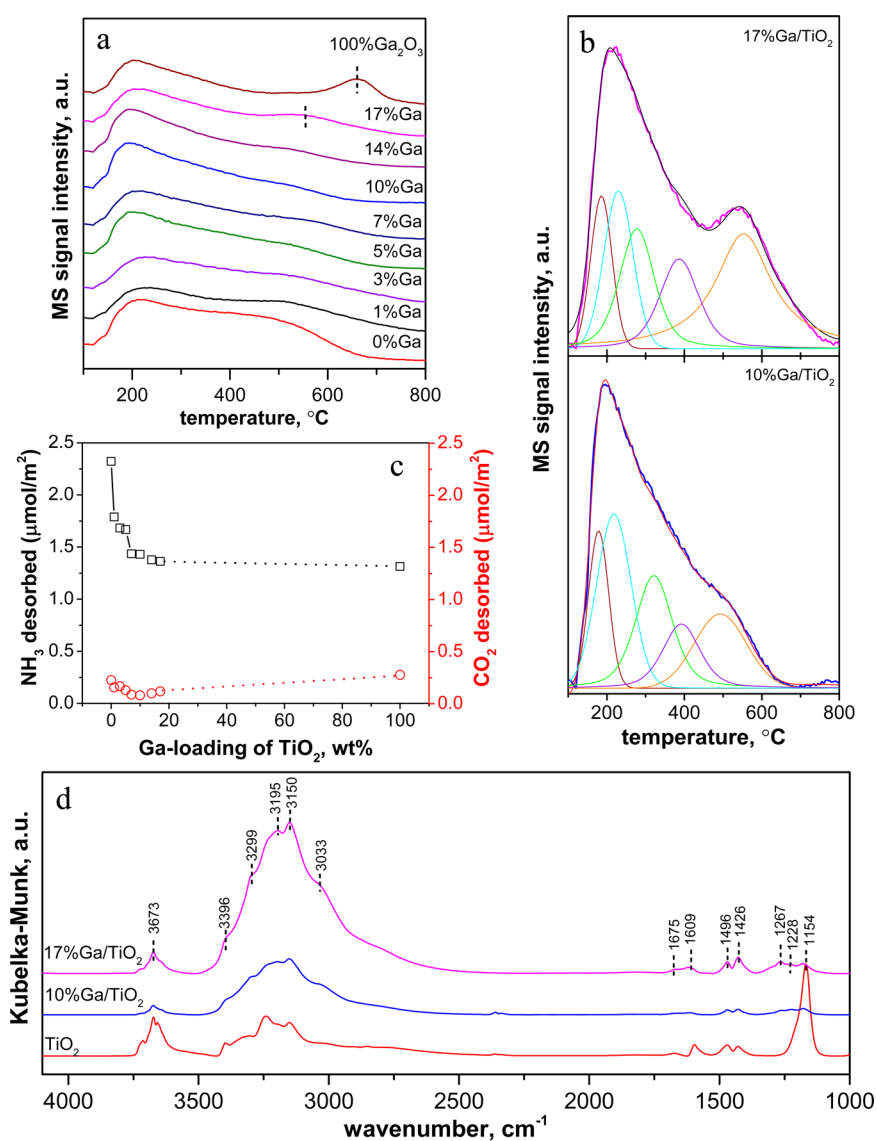 a
100%Ga₂O₃
17%Ga
14%Ga
10%Ga
7%Ga
5%Ga
3%Ga
1%Ga
0%Ga
MS signal intensity, a.u.
200 400 600 800
temperature, °C
b
17%Ga/TiO₂
10%Ga/TiO₂
MS signal intensity, a.u.
200 400 600 800
temperature, °C
c
2.5
2.0
1.5
1.0
0.5
0.0
NH₃ desorbed (μmol/m²)
2.5
2.0
1.5
1.0
0.5
0.0
CO₂ desorbed (μmol/m²)
0 20 40 60 80 100
Ga-loading of TiO₂, wt%
d
3673
3396
3299
3195
3150
3033
1675
1609
1496
1426
1267
1228
1154
17%Ga/TiO₂
10%Ga/TiO₂
TiO₂
Kubelka-Munk, a.u.
4000 3500 3000 2500 2000 1500 1000
wavenumber, cm⁻¹